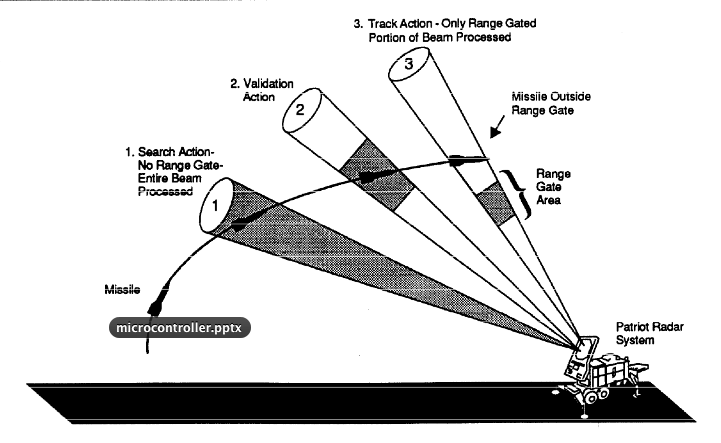 3. Track Action - Only Range Gated
Portion of Beam Processed
3
2. Validation
Action
2
Missile Outside
Range Gate
1. Search Action-
No Range Gate-
Entire Beam
Processed
1
Range
Gate
Area
Missile
microcontroller.pptx
Patriot Radar
System